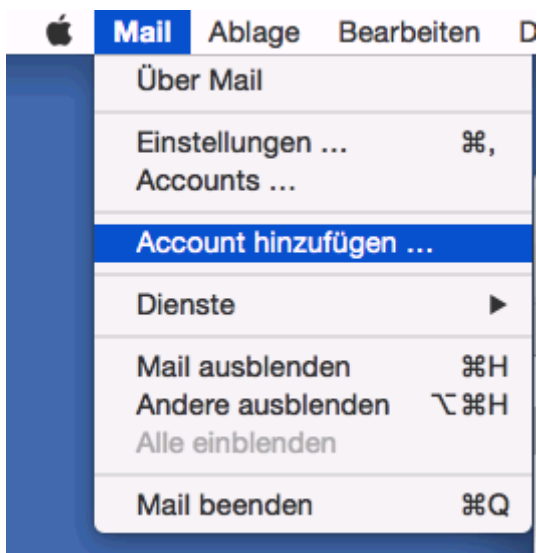 Mail Ablage Bearbeiten D
Über Mail
Einstellungen ... ⌘,
Accounts ...
Account hinzufügen ...
Dienste ▶
Mail ausblenden ⌘H
Andere ausblenden ⌥⌘H
Alle einblenden
Mail beenden ⌘Q